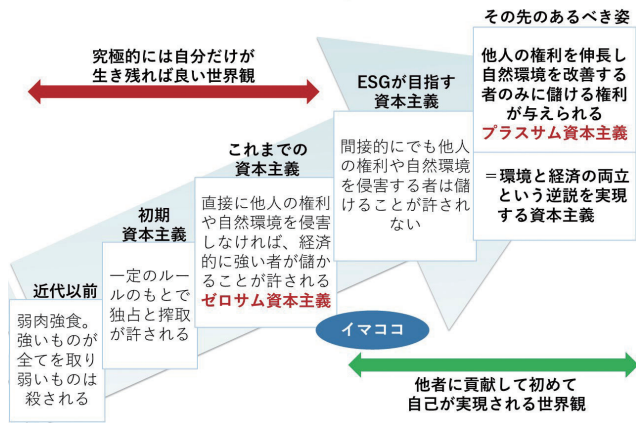 その先のあるべき姿
究極的には自分だけが
生き残れば良い世界観
他人の権利を伸長し
自然環境を改善する
者のみに儲ける権利
が与えられる
プラスサム資本主義
＝環境と経済の両立
という逆説を実現
する資本主義
ESGが目指す
資本主義
間接的にでも他人
の権利や自然環境
を侵害する者は儲
けることが許され
ない
これまでの
資本主義
直接に他人の権利
や自然環境を侵害
しなければ、経済
的に強い者が儲か
ることが許される
ゼロサム資本主義
初期
資本主義
一定のルー
ルのもとで
独占と搾取
が許される
近代以前
弱肉強食。
強いものが
全てを取り
弱いものは
殺される
イマココ
他者に貢献して初めて
自己が実現される世界観